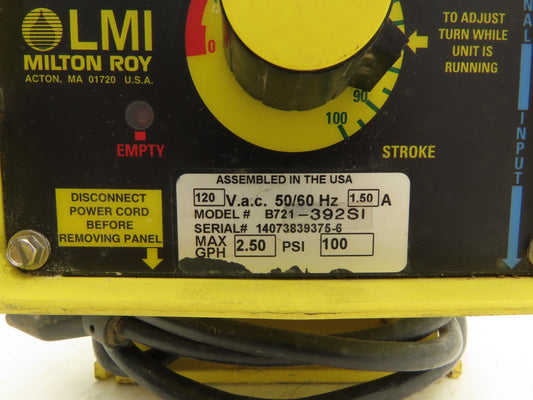 LMI
MILTON ROY
ACTON, MA 01720 U.S.A.
EMPTY
0
90
100
STROKE
TO ADJUST
TURN WHILE
UNIT IS
RUNNING
INPUT
DISCONNECT
POWER CORD
BEFORE
REMOVING PANEL
ASSEMBLED IN THE USA
120 V.a.c. 50/60 Hz 1.50 A
MODEL # B721-392SI
SERIAL# 14073839375-6
MAX GPH 2.50 PSI 100